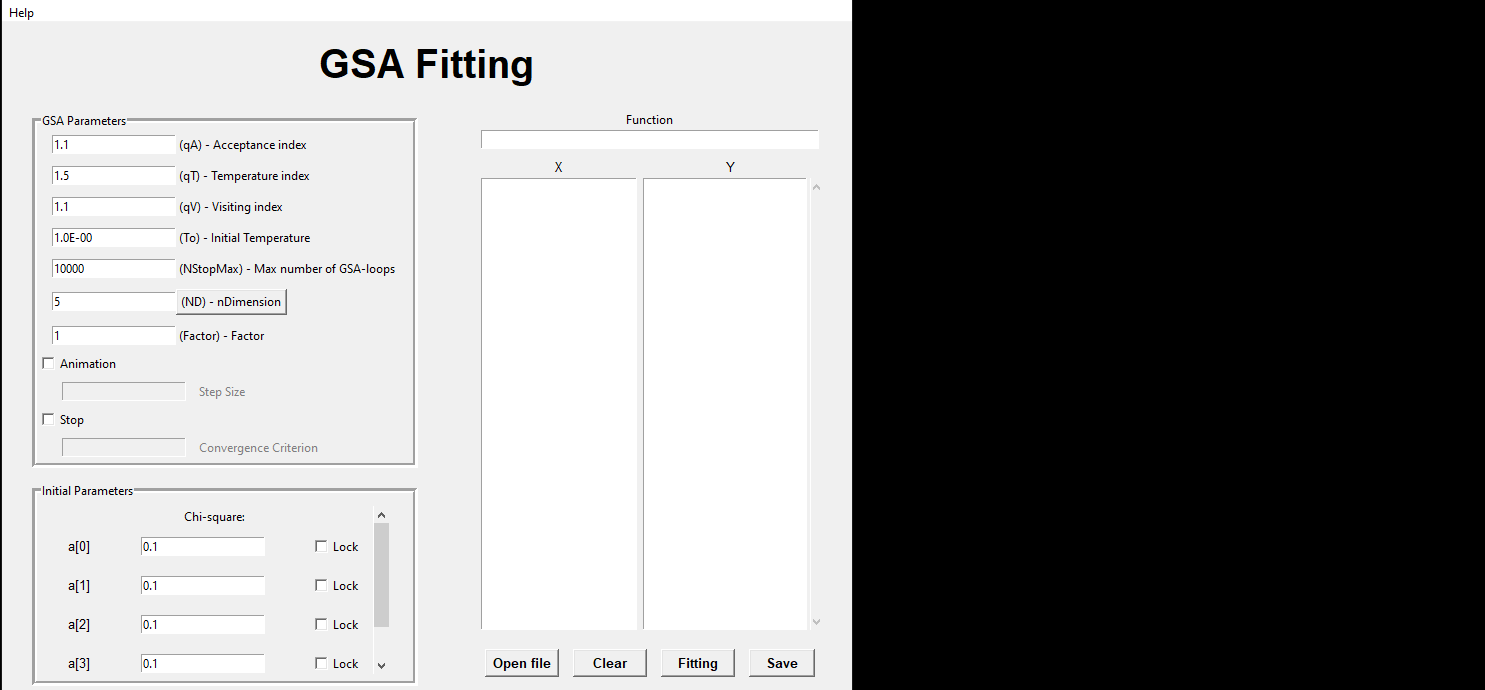 Help
GSA Fitting
GSA Parameters
1.1 (qA) - Acceptance index
1.5 (qT) - Temperature index
1.1 (qV) - Visiting index
1.0E-00 (To) - Initial Temperature
10000 (NStopMax) - Max number of GSA-loops
5 (ND) - nDimension
1 (Factor) - Factor
Animation
Step Size
Stop
Convergence Criterion
Initial Parameters
Chi-square:
a[0] 0.1 Lock
a[1] 0.1 Lock
a[2] 0.1 Lock
a[3] 0.1 Lock
Function
X Y
Open file Clear Fitting Save